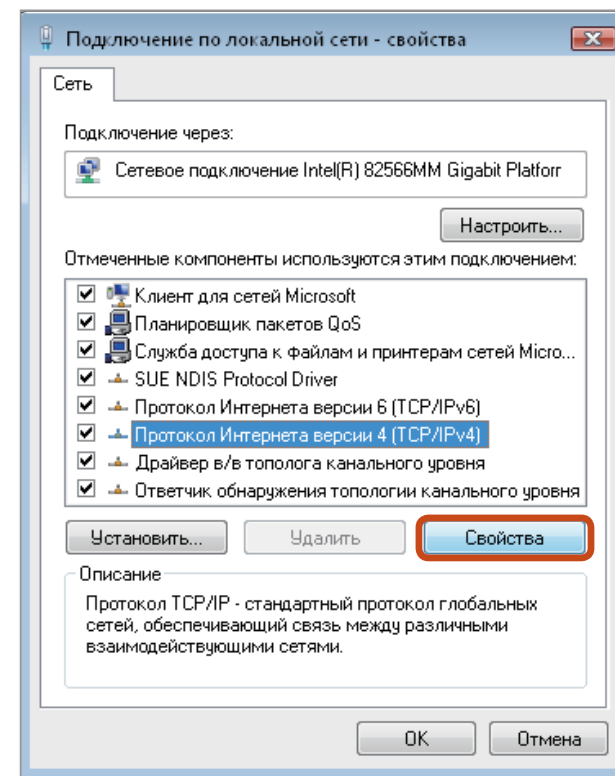 Подключение по локальной сети - свойства
Сеть
Подключение через:
Сетевое подключение Intel(R) 82566MM Gigabit Platforr
Настроить...
Отмеченные компоненты используются этим подключением:
Клиент для сетей Microsoft
Планировщик пакетов QoS
Служба доступа к файлам и принтерам сетей Micro...
SUE NDIS Protocol Driver
Протокол Интернета версии 6 (TCP/IPv6)
Протокол Интернета версии 4 (TCP/IPv4)
Драйвер в/в тополога канального уровня
Ответчик обнаружения топологии канального уровня
Установить... Удалить Свойства
Описание
Протокол TCP/IP - стандартный протокол глобальных
сетей, обеспечивающий связь между различными
взаимодействующими сетями.
OK Отмена